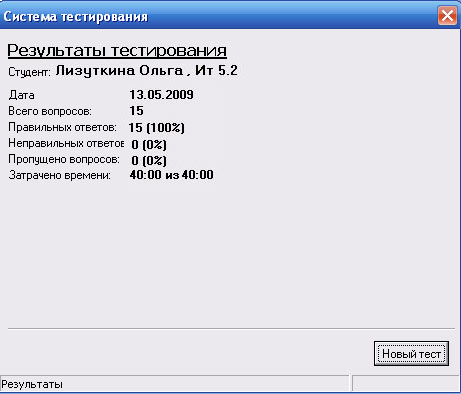 Система тестирования
Результаты тестирования
Студент: Лизуткина Ольга , Ит 5.2
Дата 13.05.2009
Всего вопросов: 15
Правильных ответов: 15 (100%)
Неправильных ответов 0 (0%)
Пропущено вопросов: 0 (0%)
Затрачено времени: 40:00 из 40:00
Новый тест
Результаты